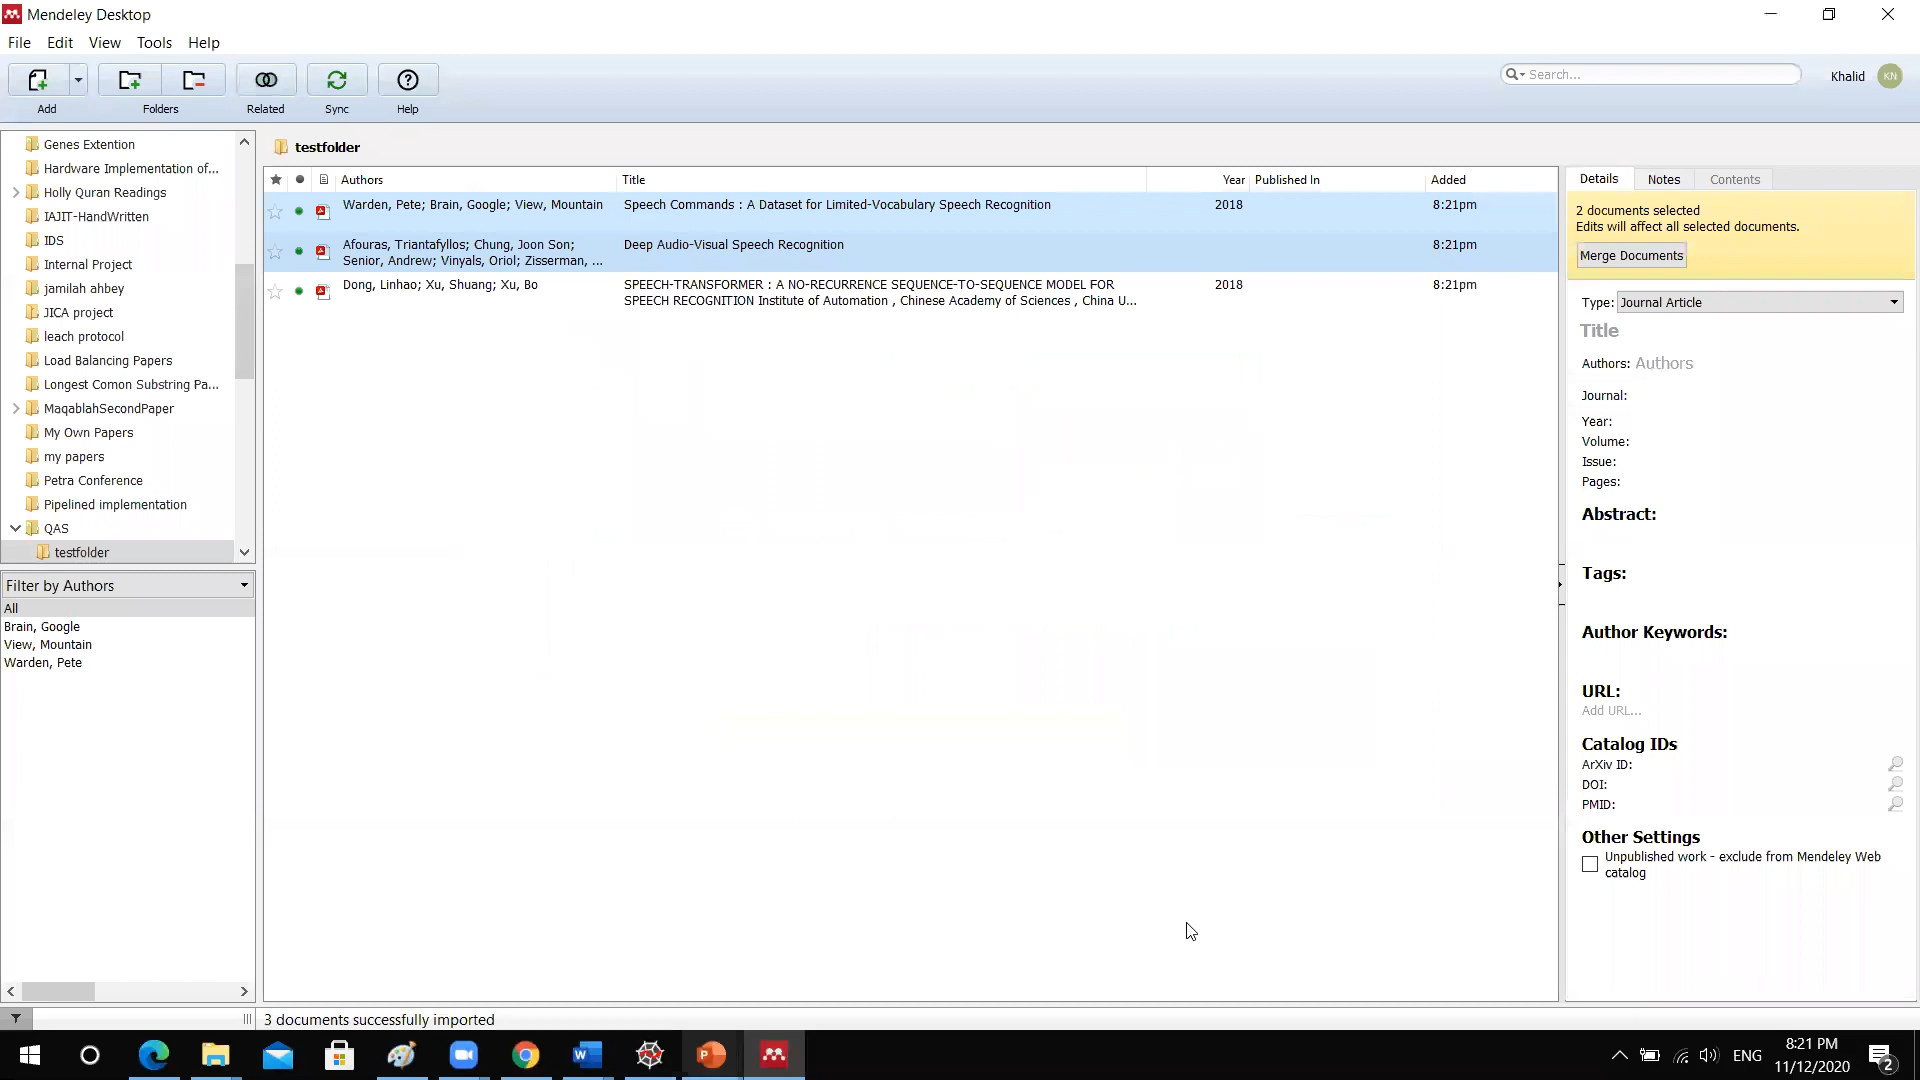 Mendeley Desktop
File Edit View Tools Help
Add Folders Related Sync Help
Search...
Khalid KN
Genes Extention
Hardware Implementation of...
Holly Quran Readings
IAJIT-HandWritten
IDS
Internal Project
jamilah abbey
JICA project
leach protocol
Load Balancing Papers
Longest Comon Substring Pa...
MaqablahSecondPaper
My Own Papers
my papers
Petra Conference
Pipelined implementation
QAS
testfolder
Filter by Authors
All
Brain, Google
View, Mountain
Warden, Pete
testfolder
Authors Title Year Published In Added
Warden, Pete; Brain, Google; View, Mountain Speech Commands : A Dataset for Limited-Vocabulary Speech Recognition 2018 8:21pm
Afouras, Triantafyllos; Chung, Joon Son; Deep Audio-Visual Speech Recognition 8:21pm
Senior, Andrew; Vinyals, Oriol; Zisserman, ...
Dong, Linhao; Xu, Shuang; Xu, Bo SPEECH-TRANSFORMER : A NO-RECURRENCE SEQUENCE-TO-SEQUENCE MODEL FOR 2018 8:21pm
SPEECH RECOGNITION Institute of Automation , Chinese Academy of Sciences , China U...
Details Notes Contents
2 documents selected
Edits will affect all selected documents.
Merge Documents
Type: Journal Article
Title
Authors: Authors
Journal:
Year:
Volume:
Issue:
Pages:
Abstract:
Tags:
Author Keywords:
URL:
Add URL...
Catalog IDs
ArXiv ID:
DOI:
PMID:
Other Settings
Unpublished work - exclude from Mendeley Web
catalog
3 documents successfully imported
ENG
8:21 PM
11/12/2020
2